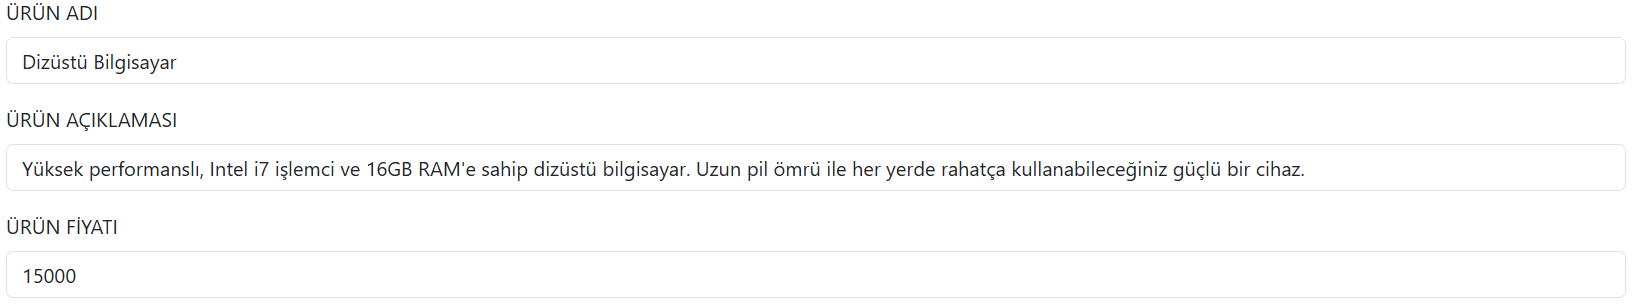 ÜRÜN ADI
Dizüstü Bilgisayar
ÜRÜN AÇIKLAMASI
Yüksek performanslı, Intel i7 işlemci ve 16GB RAM'e sahip dizüstü bilgisayar. Uzun pil ömrü ile her yerde rahatça kullanabileceğiniz güçlü bir cihaz.
ÜRÜN FİYATI
15000